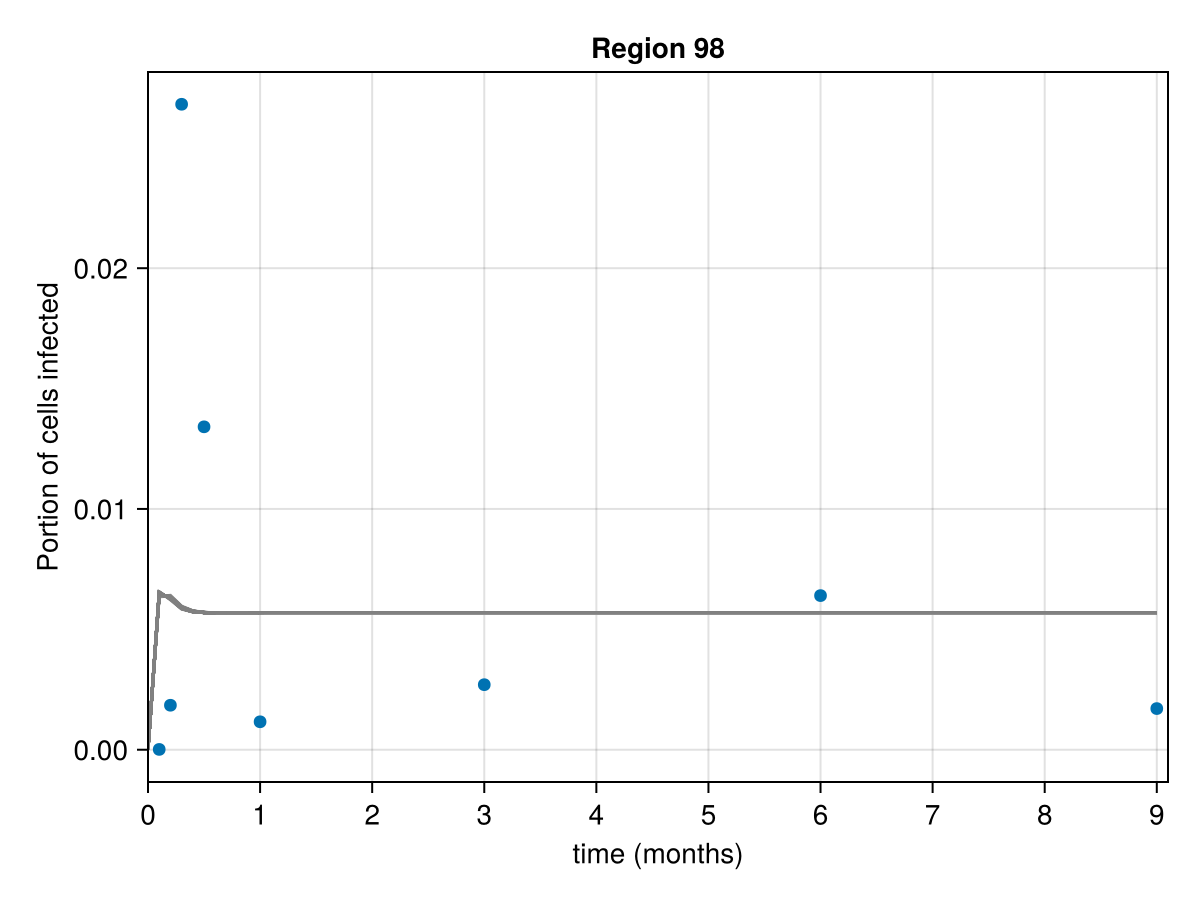 Region 98
Portion of cells infected
0.02
0.01
0.00
0 1 2 3 4 5 6 7 8 9
time (months)